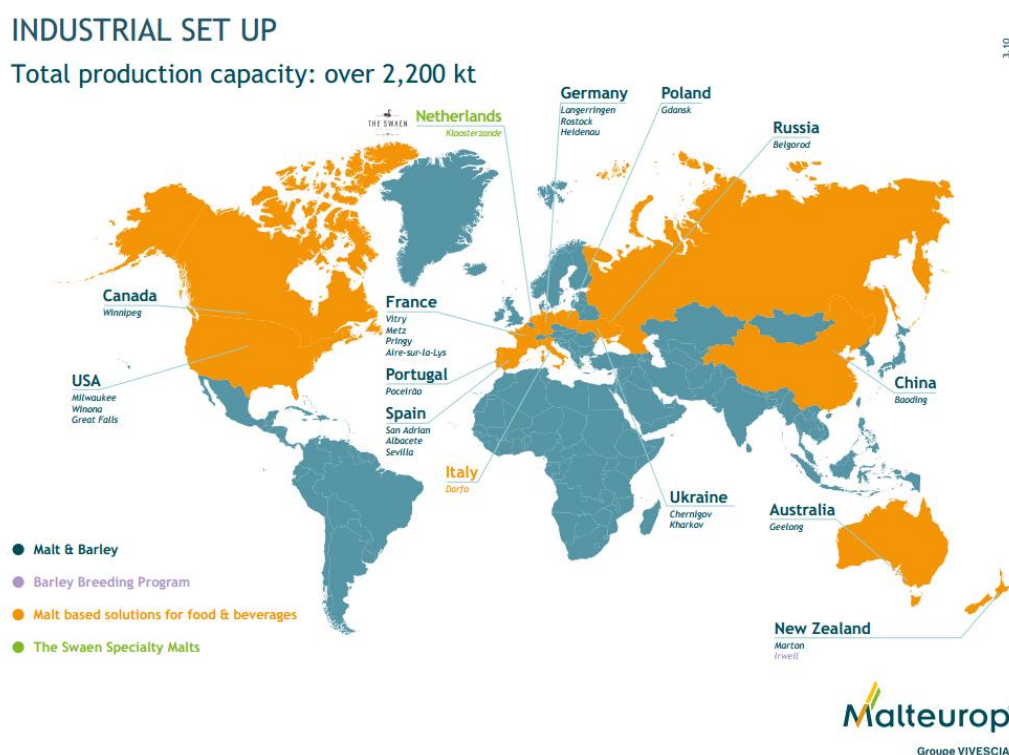 INDUSTRIAL SET UP
3.10
Total production capacity: over 2,200 kt
THE SWAEN
Netherlands
Kloosterzande
Germany
Langerringen
Rostock
Heidenau
Poland
Gdansk
Russia
Belgorod
Canada
Winnipeg
USA
Milwaukee
Winona
Great Falls
France
Vitry
Metz
Pringy
Aire-sur-la-Lys
Portugal
Poceirão
Spain
San Adrian
Albacete
Sevilla
Italy
Darfo
Ukraine
Chernigov
Kharkov
China
Baoding
Australia
Geelong
New Zealand
Marton
Irwell
Malt & Barley
Barley Breeding Program
Malt based solutions for food & beverages
The Swaen Specialty Malts
Malteurop
Groupe VIVESCIA